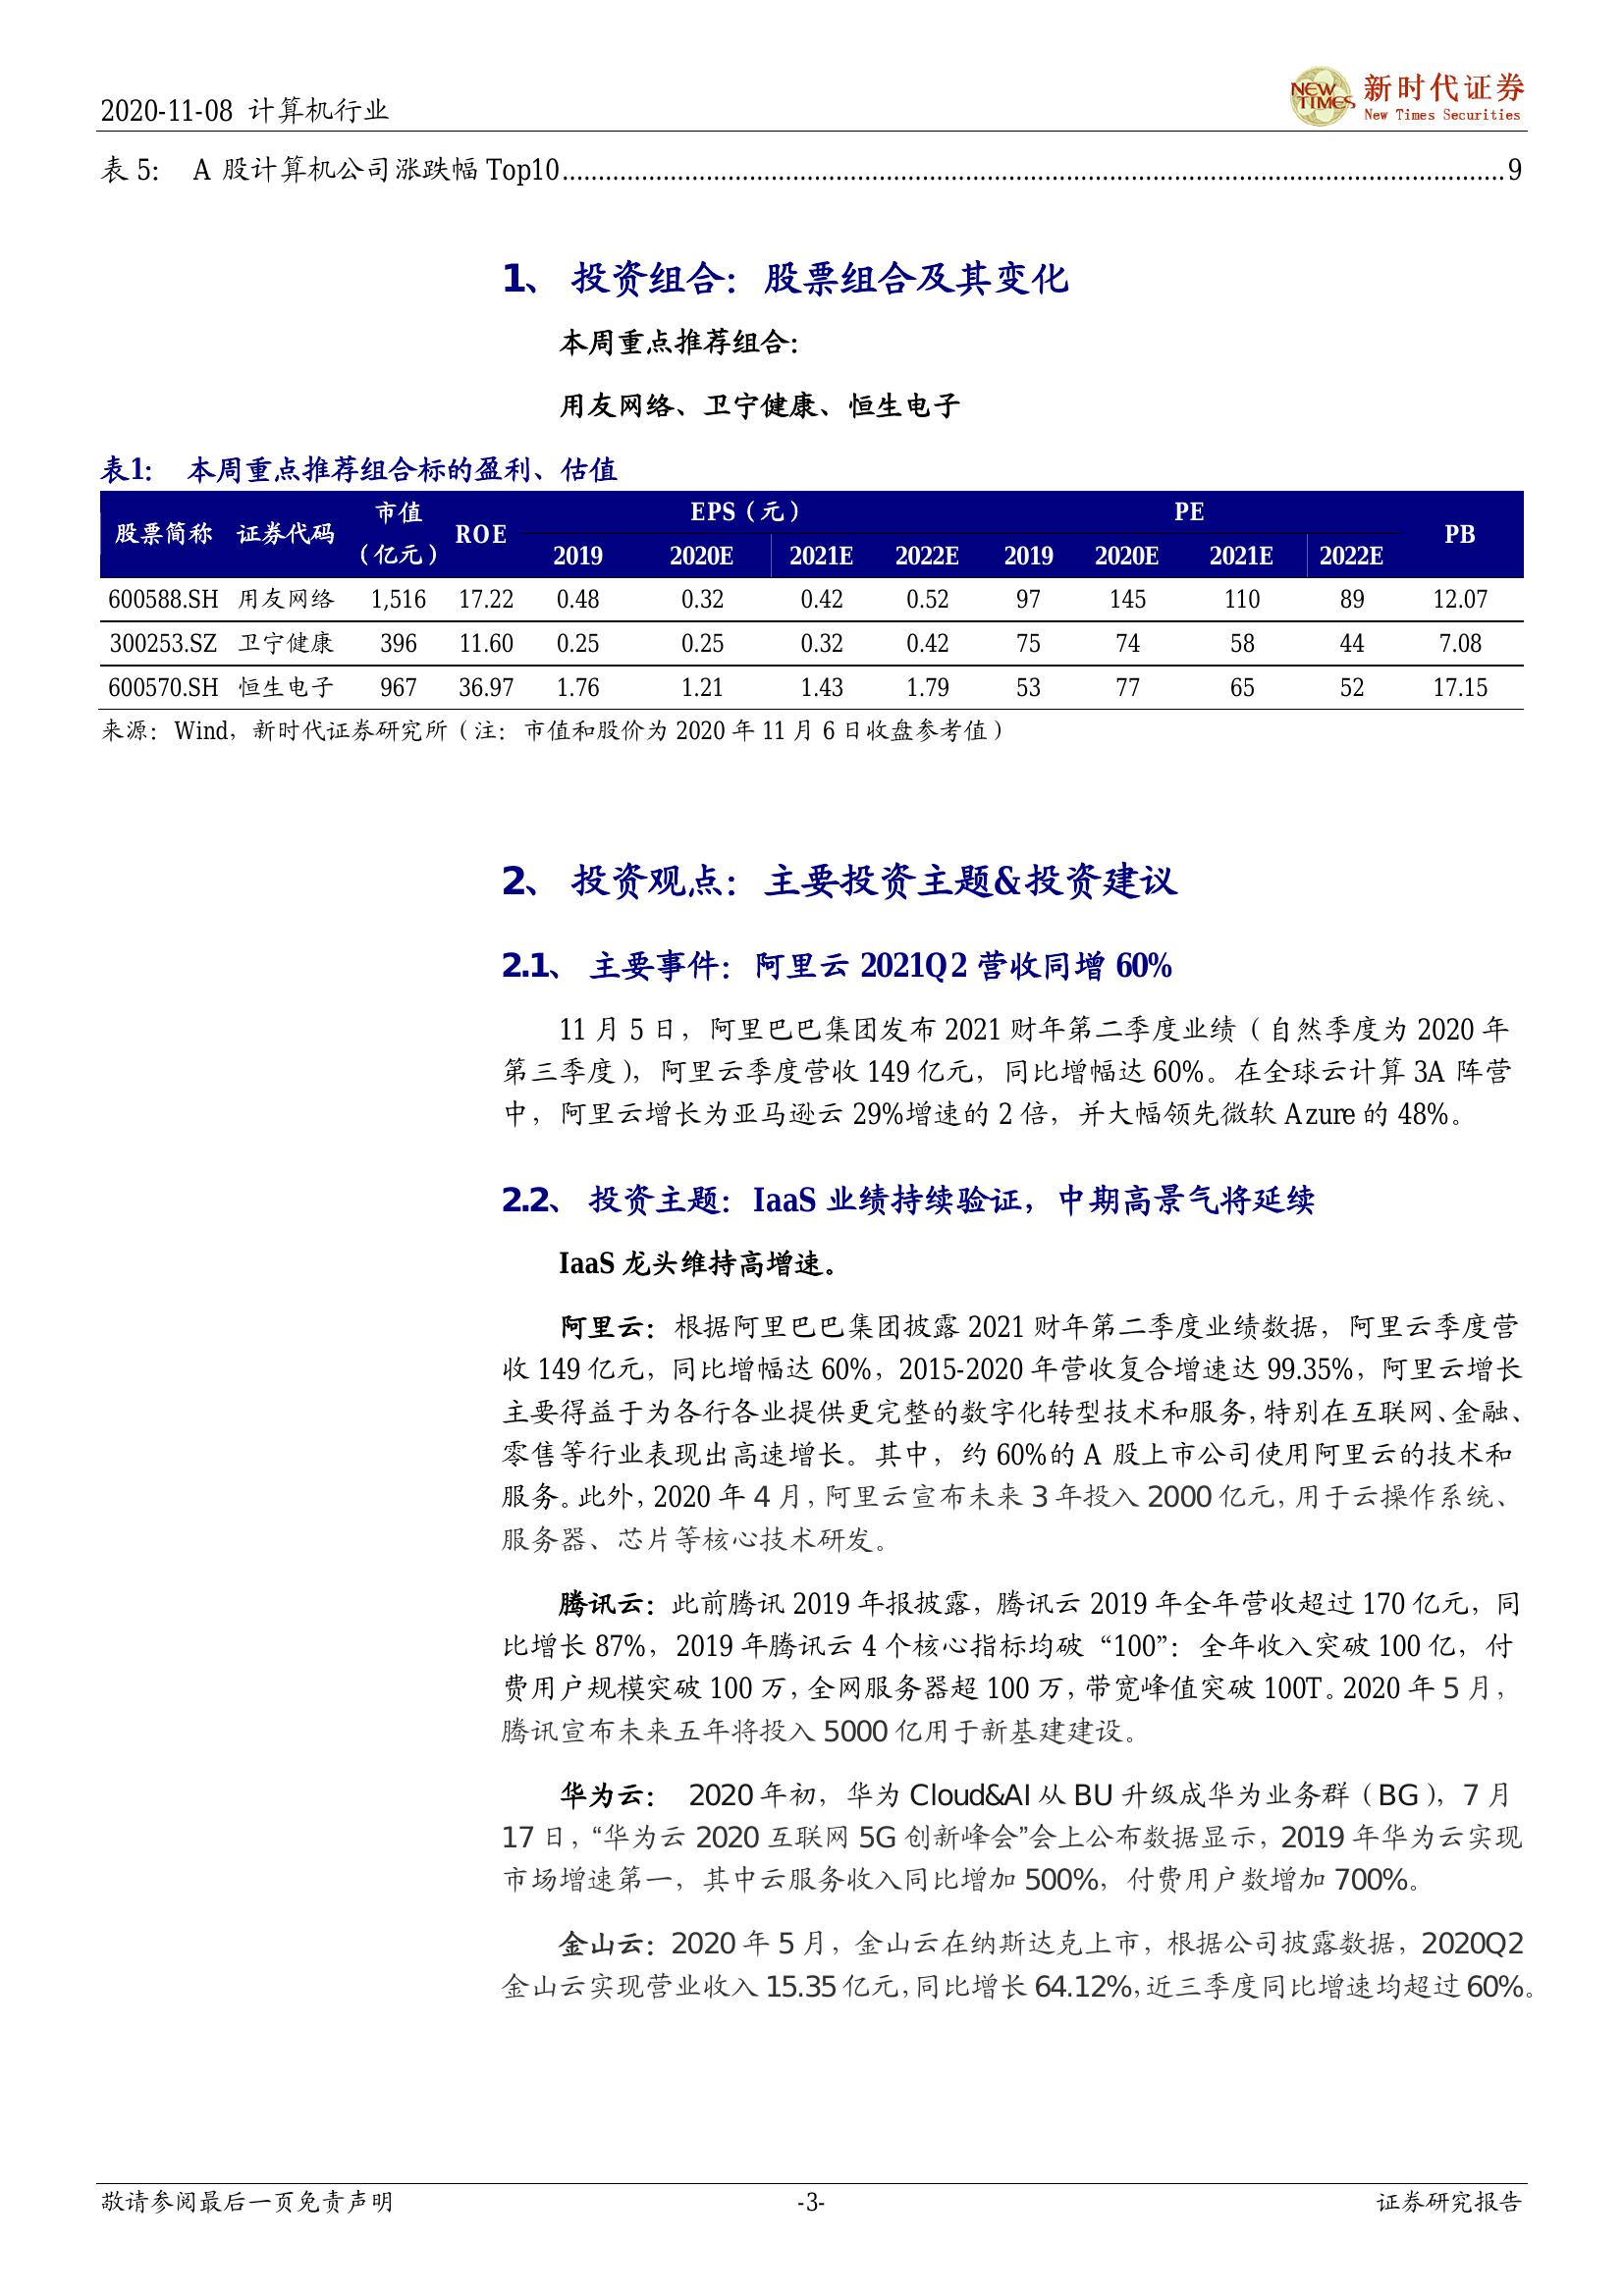 2020-11-08 计算机行业
NEW TIMES 新时代证券
New Times Securities
表 5: A 股计算机公司涨跌幅 Top10..........9
1、 投资组合：股票组合及其变化
本周重点推荐组合：
用友网络、卫宁健康、恒生电子
表1: 本周重点推荐组合标的盈利、估值
股票简称 证券代码 市值（亿元） ROE EPS（元） PE PB
2019 2020E 2021E 2022E 2019 2020E 2021E 2022E
600588.SH 用友网络 1,516 17.22 0.48 0.32 0.42 0.52 97 145 110 89 12.07
300253.SZ 卫宁健康 396 11.60 0.25 0.25 0.32 0.42 75 74 58 44 7.08
600570.SH 恒生电子 967 36.97 1.76 1.21 1.43 1.79 53 77 65 52 17.15
来源：Wind，新时代证券研究所（注：市值和股价为 2020 年 11 月 6 日收盘参考值）
2、 投资观点：主要投资主题&投资建议
2.1、 主要事件：阿里云 2021Q2 营收同增 60%
11 月 5 日，阿里巴巴集团发布 2021 财年第二季度业绩（自然季度为 2020 年
第三季度），阿里云季度营收 149 亿元，同比增幅达 60%。在全球云计算 3A 阵营
中，阿里云增长为亚马逊云 29%增速的 2 倍，并大幅领先微软 Azure 的 48%。
2.2、 投资主题：IaaS 业绩持续验证，中期高景气将延续
IaaS 龙头维持高增速。
阿里云：根据阿里巴巴集团披露 2021 财年第二季度业绩数据，阿里云季度营
收 149 亿元，同比增幅达 60%，2015-2020 年营收复合增速达 99.35%，阿里云增长
主要得益于为各行各业提供更完整的数字化转型技术和服务，特别在互联网、金融、
零售等行业表现出高速增长。其中，约 60%的 A 股上市公司使用阿里云的技术和
服务。此外，2020 年 4 月，阿里云宣布未来 3 年投入 2000 亿元，用于云操作系统、
服务器、芯片等核心技术研发。
腾讯云：此前腾讯 2019 年报披露，腾讯云 2019 年全年营收超过 170 亿元，同
比增长 87%，2019 年腾讯云 4 个核心指标均破“100”：全年收入突破 100 亿，付
费用户规模突破 100 万，全网服务器超 100 万，带宽峰值突破 100T。2020 年 5 月，
腾讯宣布未来五年将投入 5000 亿用于新基建建设。
华为云： 2020 年初，华为 Cloud&AI 从 BU 升级成华为业务群（BG），7 月
17 日，“华为云 2020 互联网 5G 创新峰会”会上公布数据显示，2019 年华为云实现
市场增速第一，其中云服务收入同比增加 500%，付费用户数增加 700%。
金山云：2020 年 5 月，金山云在纳斯达克上市，根据公司披露数据，2020Q2
金山云实现营业收入 15.35 亿元，同比增长 64.12%，近三季度同比增速均超过 60%。
敬请参阅最后一页免责声明 -3- 证券研究报告